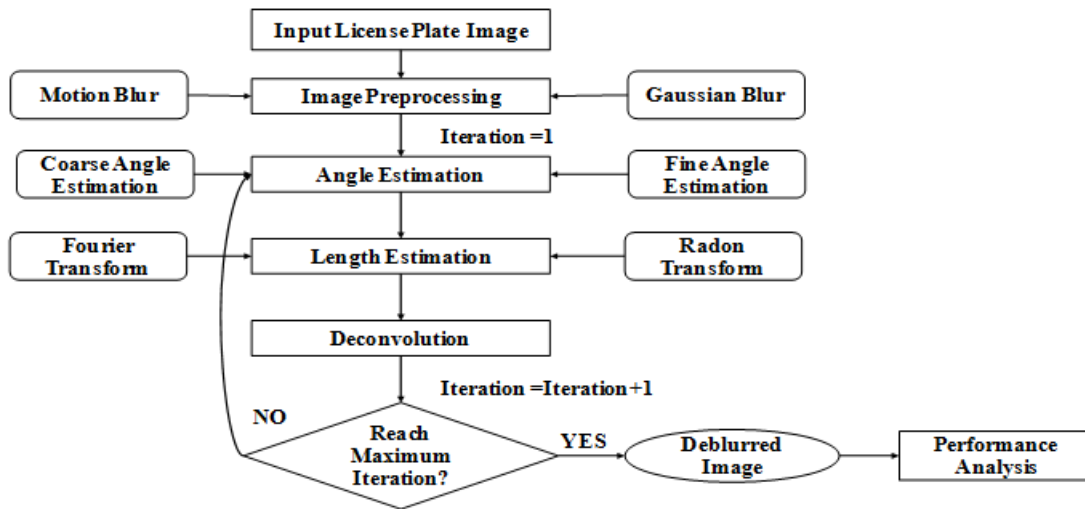 Input License Plate Image
Motion Blur
Image Preprocessing
Gaussian Blur
Iteration =1
Coarse Angle
Estimation
Angle Estimation
Fine Angle
Estimation
Fourier
Transform
Length Estimation
Radon
Transform
Deconvolution
Iteration =Iteration+1
NO
Reach
Maximum
Iteration?
YES
Deblurred
Image
Performance
Analysis